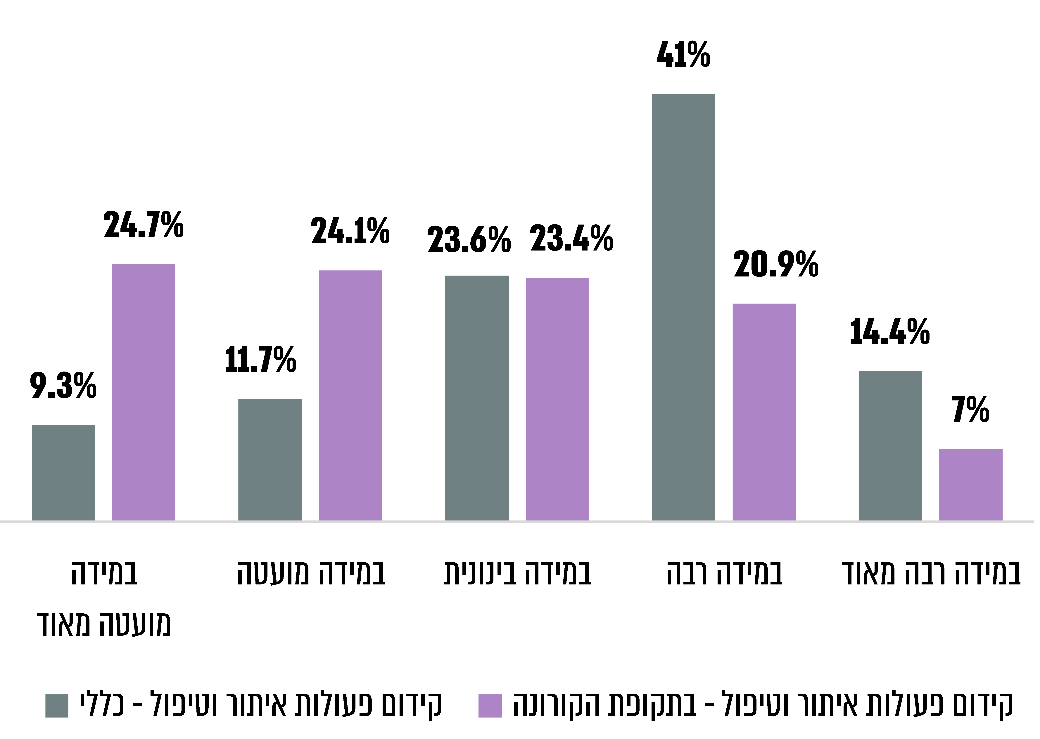 41%
24.7%
24.1%
23.6%
23.4%
20.9%
14.4%
11.7%
9.3%
7%
במידה רבה מאוד
במידה רבה
במידה בינונית
במידה מועטה
במידה
מועטה מאוד
קידום פעולות איתור וטיפול - בתקופת הקורונה
קידום פעולות איתור וטיפול - כללי